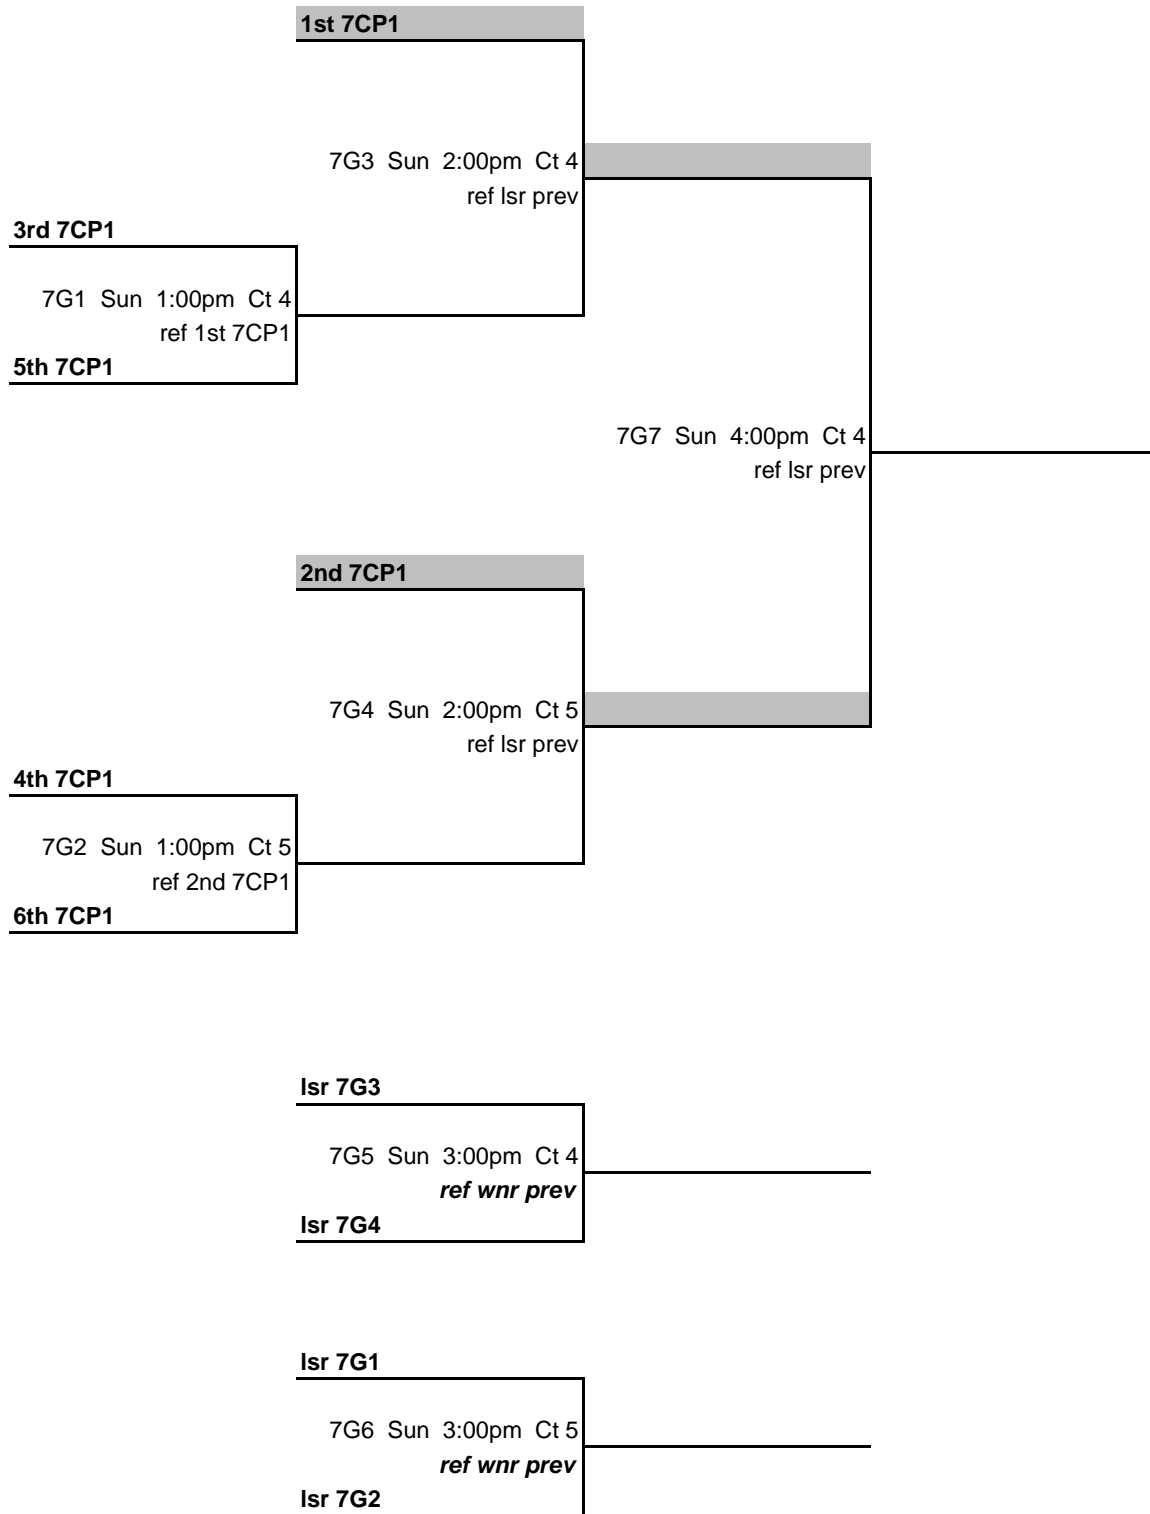 1st 7CP1
7G3 Sun 2:00pm Ct 4
ref lsr prev
3rd 7CP1
7G1 Sun 1:00pm Ct 4
ref 1st 7CP1
5th 7CP1
7G7 Sun 4:00pm Ct 4
ref lsr prev
2nd 7CP1
7G4 Sun 2:00pm Ct 5
ref lsr prev
4th 7CP1
7G2 Sun 1:00pm Ct 5
ref 2nd 7CP1
6th 7CP1
lsr 7G3
7G5 Sun 3:00pm Ct 4
ref wnr prev
lsr 7G4
lsr 7G1
7G6 Sun 3:00pm Ct 5
ref wnr prev
lsr 7G2